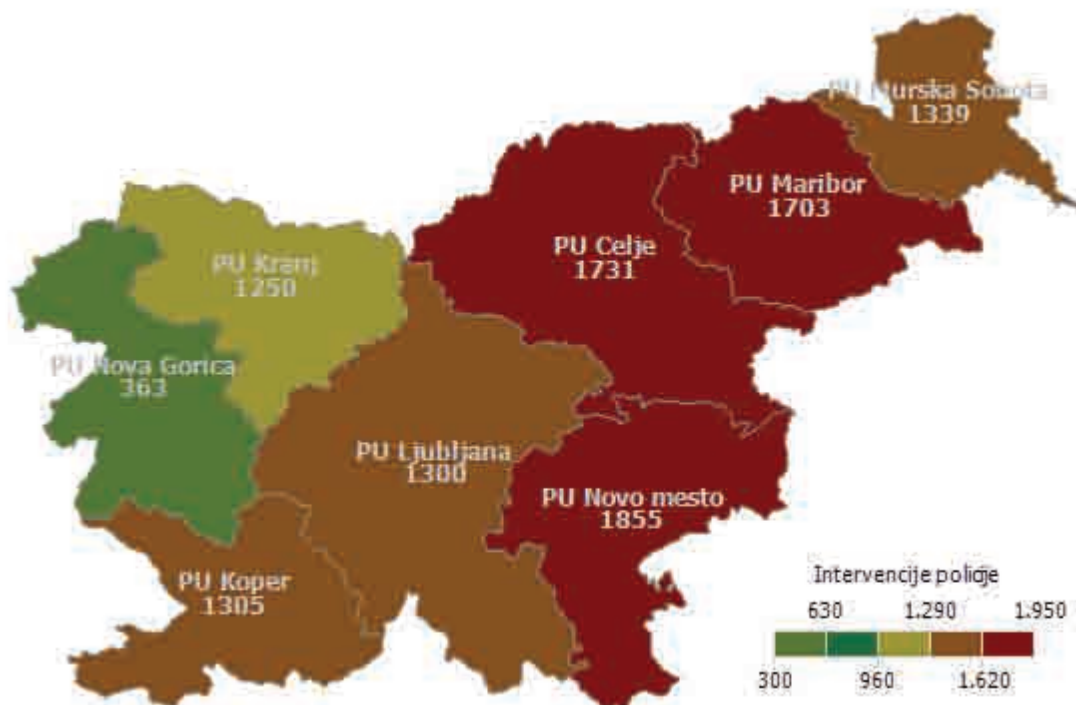 PU Murska Sobota
1339
PU Maribor
1703
PU Celje
1731
PU Kranj
1250
PU Nova Gorica
363
PU Ljubljana
1300
PU Novo mesto
1855
PU Koper
1305
Intervencije policije
630 1.290 1.950
300 960 1.620